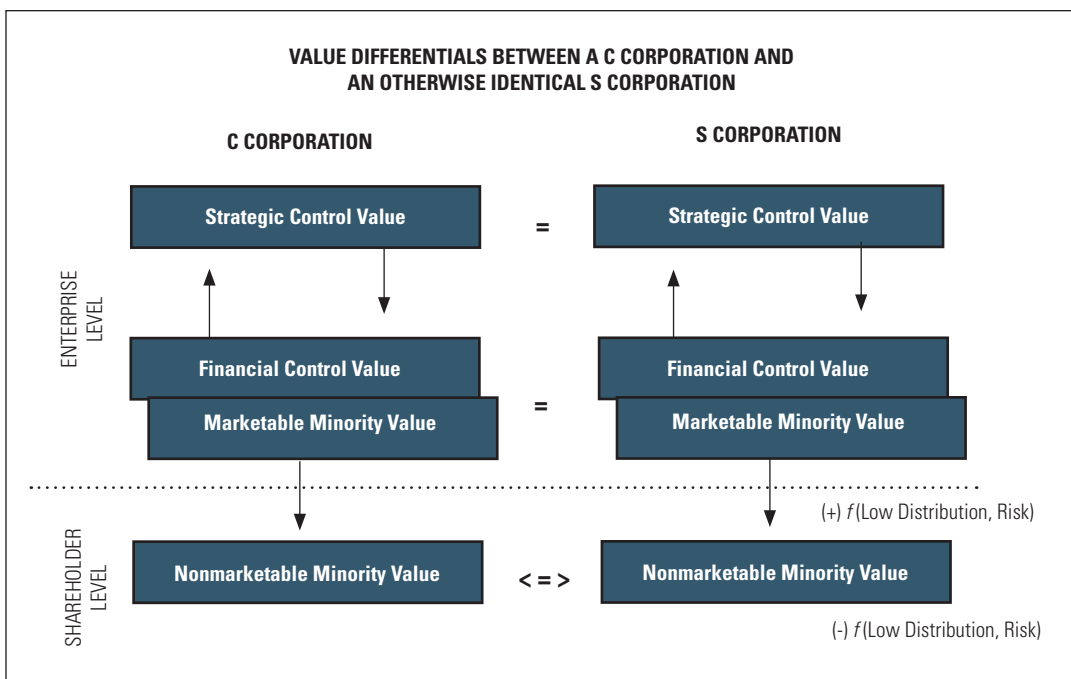 VALUE DIFFERENTIALS BETWEEN A C CORPORATION AND
AN OTHERWISE IDENTICAL S CORPORATION
C CORPORATION
S CORPORATION
ENTERPRISE
LEVEL
Strategic Control Value
=
Strategic Control Value
Financial Control Value
Financial Control Value
Marketable Minority Value
=
Marketable Minority Value
(+) f (Low Distribution, Risk)
SHAREHOLDER
LEVEL
Nonmarketable Minority Value
< = >
Nonmarketable Minority Value
(-) f (Low Distribution, Risk)